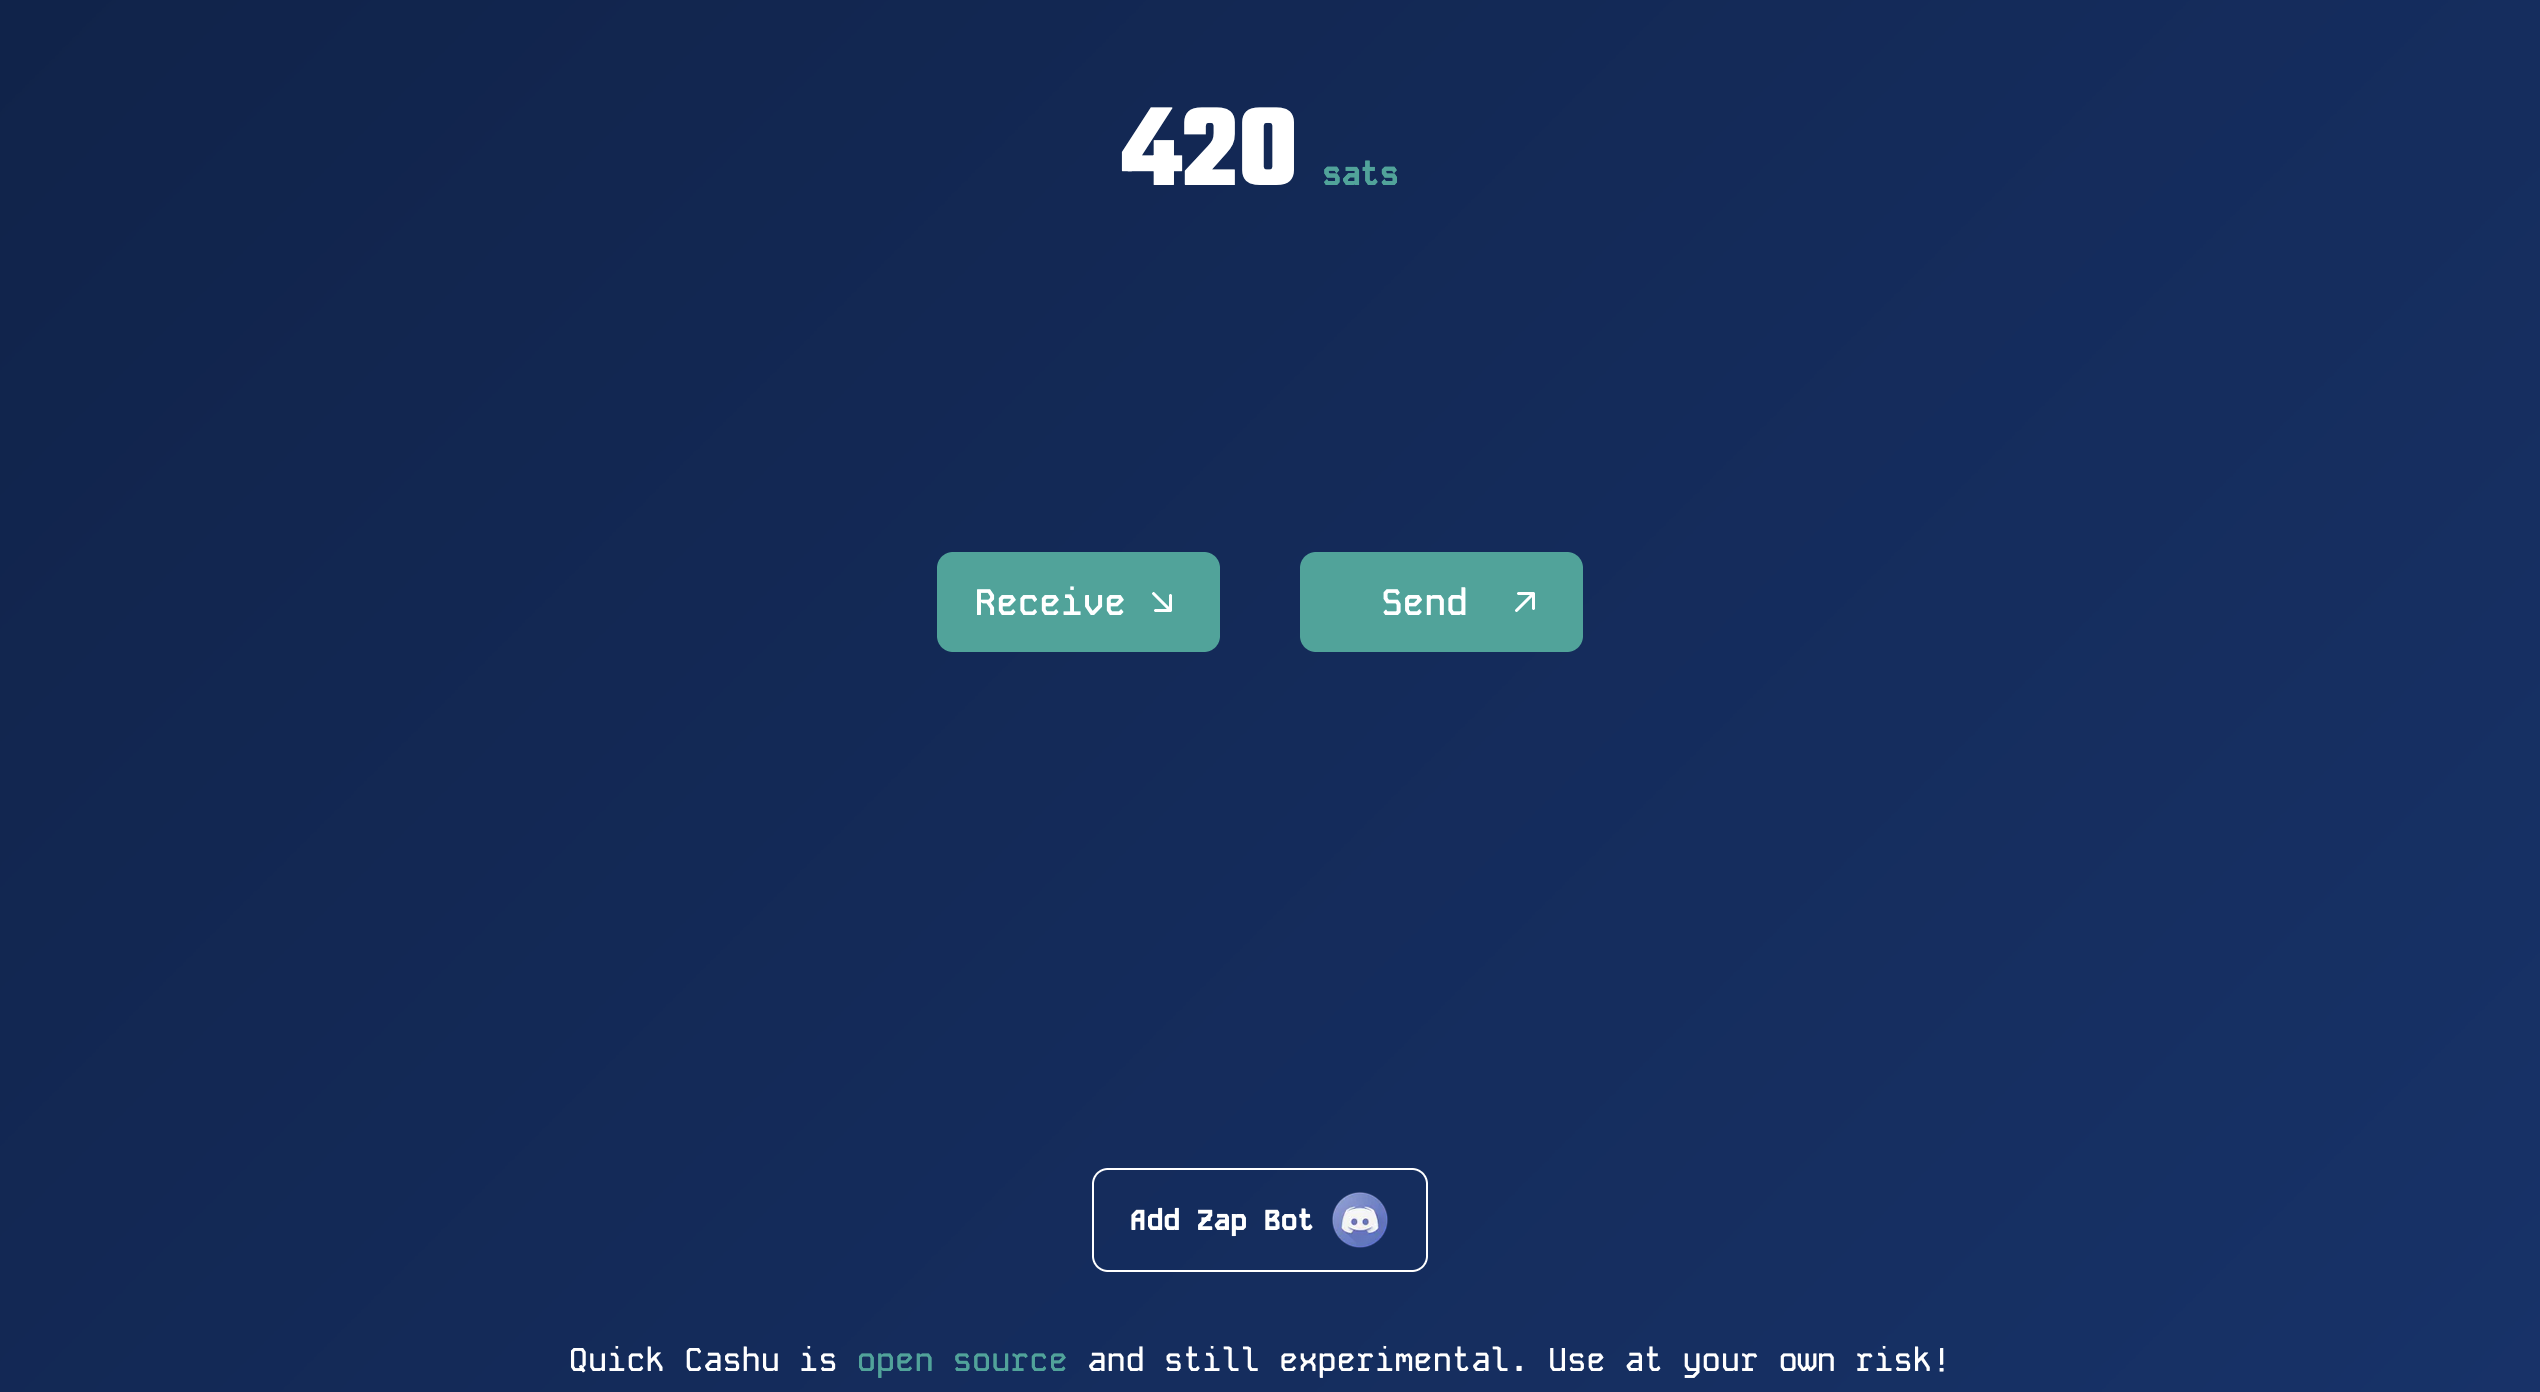 420 sats
Receive Send
Add Zap Bot
Quick Cashu is open source and still experimental. Use at your own risk!